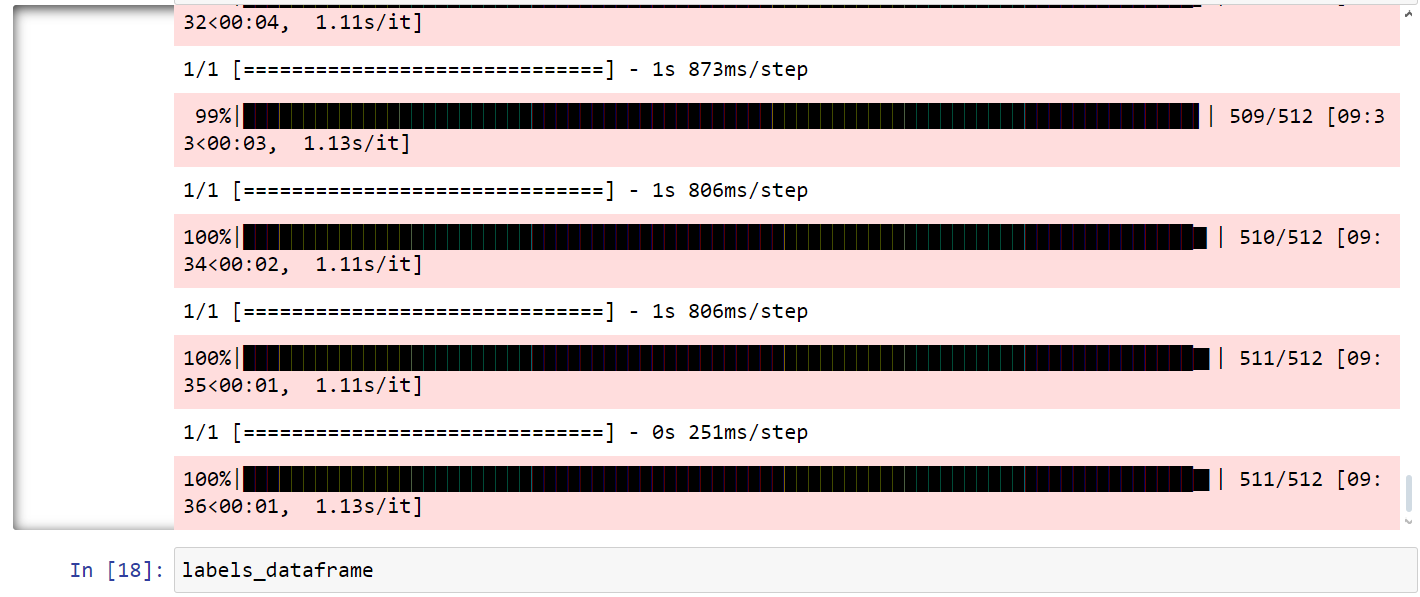 32<00:04,  1.11s/it]
1/1 [==============================] - 1s 873ms/step
99%| | 509/512 [09:3
3<00:03,  1.13s/it]
1/1 [==============================] - 1s 806ms/step
100%| | 510/512 [09:
34<00:02,  1.11s/it]
1/1 [==============================] - 1s 806ms/step
100%| | 511/512 [09:
35<00:01,  1.11s/it]
1/1 [==============================] - 0s 251ms/step
100%| | 511/512 [09:
36<00:01,  1.13s/it]
In [18]: labels_dataframe